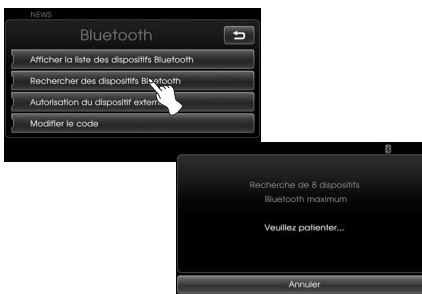 NEWS
Bluetooth
Afficher la liste des dispositifs Bluetooth
Rechercher des dispositifs Bluetooth
Autorisation du dispositif extern
Modifier le code
Recherche de 8 dispositifs
Bluetooth maximum
Veuillez patienter...
Annuler